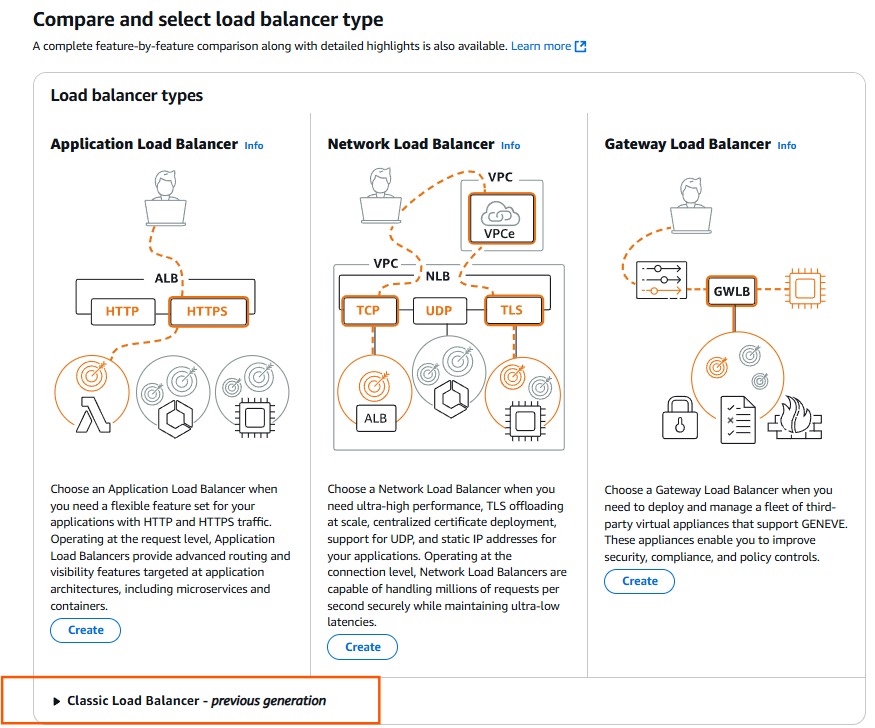 Compare and select load balancer type
A complete feature-by-feature comparison along with detailed highlights is also available. Learn more
Load balancer types
Application Load Balancer Info
ALB
HTTP
HTTPS
Choose an Application Load Balancer when
you need a flexible feature set for your
applications with HTTP and HTTPS traffic.
Operating at the request level, Application
Load Balancers provide advanced routing and
visibility features targeted at application
architectures, including microservices and
containers.
Create
Network Load Balancer Info
VPC
VPCe
VPC
NLB
TCP
UDP
TLS
ALB
Choose a Network Load Balancer when you
need ultra-high performance, TLS offloading
at scale, centralized certificate deployment,
support for UDP, and static IP addresses for
your applications. Operating at the
connection level, Network Load Balancers are
capable of handling millions of requests per
second securely while maintaining ultra-low
latencies.
Create
Gateway Load Balancer Info
GWLB
Choose a Gateway Load Balancer when you
need to deploy and manage a fleet of third-
party virtual appliances that support GENEVE.
These appliances enable you to improve
security, compliance, and policy controls.
Create
Classic Load Balancer - previous generation